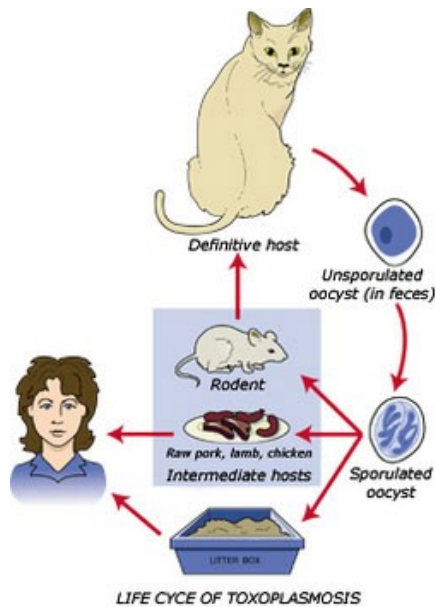 Definitive host
Unsporulated
oocyst (in feces)
Rodent
Raw pork, lamb, chicken
Intermediate hosts
Sporulated
oocyst
LITTER BOX
LIFE CYCE OF TOXOPLASMOSIS